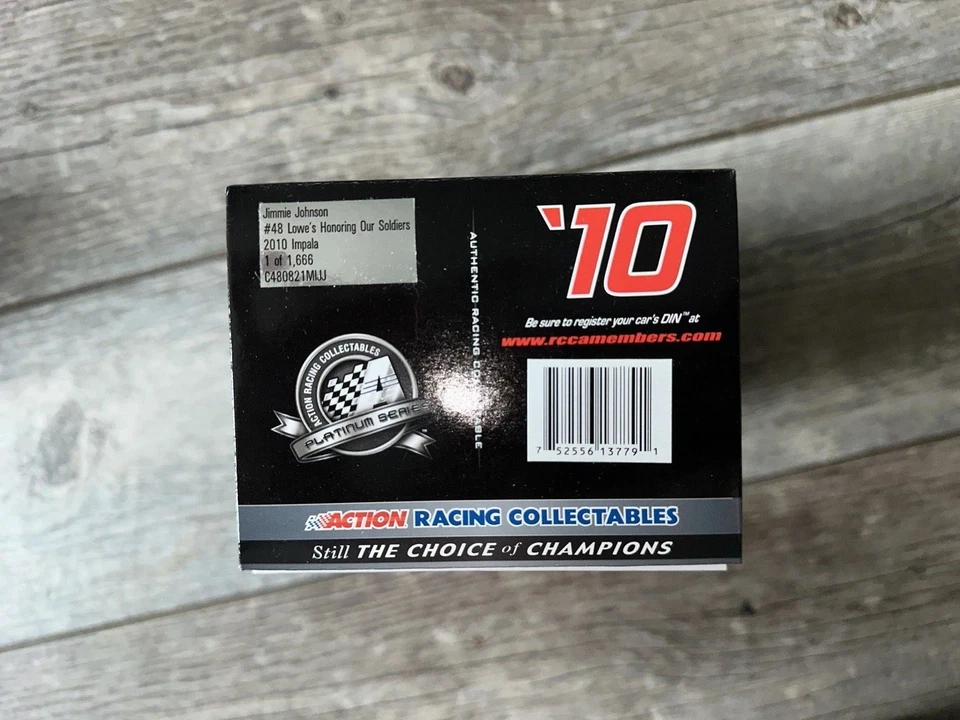 Jimmie Johnson
#48 Lowe's Honoring Our Soldiers
2010 Impala
1 of 1,666
C480821MIJJ
'10
Be sure to register your car's DIN™ at
www.rccamembers.com
AUTHENTIC RACING
ACTION RACING COLLECTABLES
A
PLATINUM SERIE
7 52556 13779 1
ACTION RACING COLLECTABLES
Still THE CHOICE of CHAMPIONS